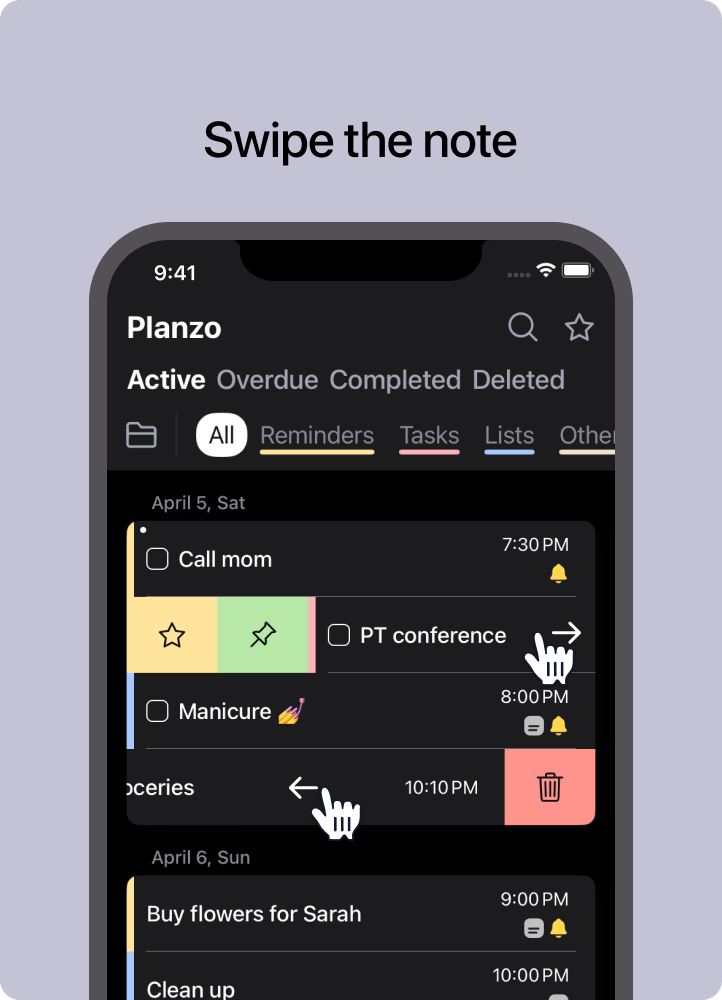 Swipe the note
9:41
Planzo
Active Overdue Completed Deleted
All Reminders Tasks Lists Other
April 5, Sat
7:30 PM
Call mom
PT conference
8:00 PM
Manicure 💅
oceries 10:10 PM
April 6, Sun
9:00 PM
Buy flowers for Sarah
10:00 PM
Clean up